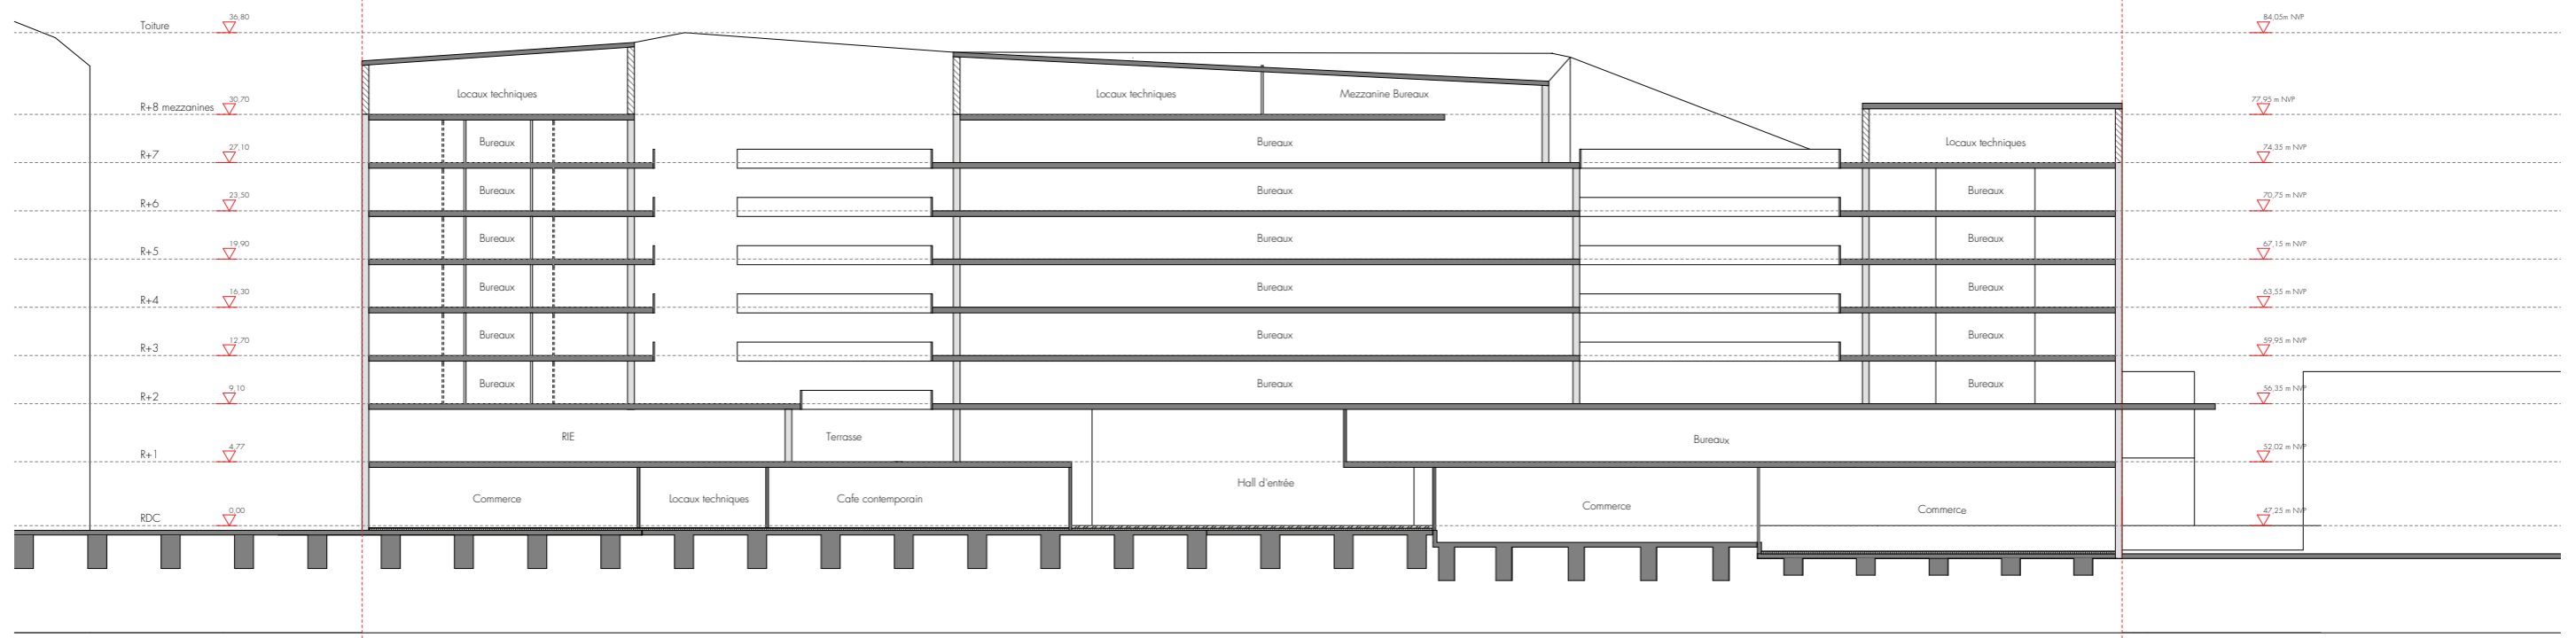 Toiture 36,80 84,05m NVP
Locaux techniques Locaux techniques Mezzanine Bureaux
R+8 mezzanines 30,70 77,95 m NVP
Bureaux Bureaux Locaux techniques
R+7 27,10 74,35 m NVP
Bureaux Bureaux Bureaux
R+6 23,50 70,75 m NVP
Bureaux Bureaux Bureaux
R+5 19,90 67,15 m NVP
Bureaux Bureaux Bureaux
R+4 16,30 63,55 m NVP
Bureaux Bureaux Bureaux
R+3 12,70 59,95 m NVP
Bureaux Bureaux Bureaux
R+2 9,10 56,35 m NVP
RIE Terrasse Bureaux
R+1 4,77 52,02 m NVP
Hall d'entrée
Commerce Locaux techniques Cafe contemporain Commerce Commerce
RDC 0,00 47,25 m NVP